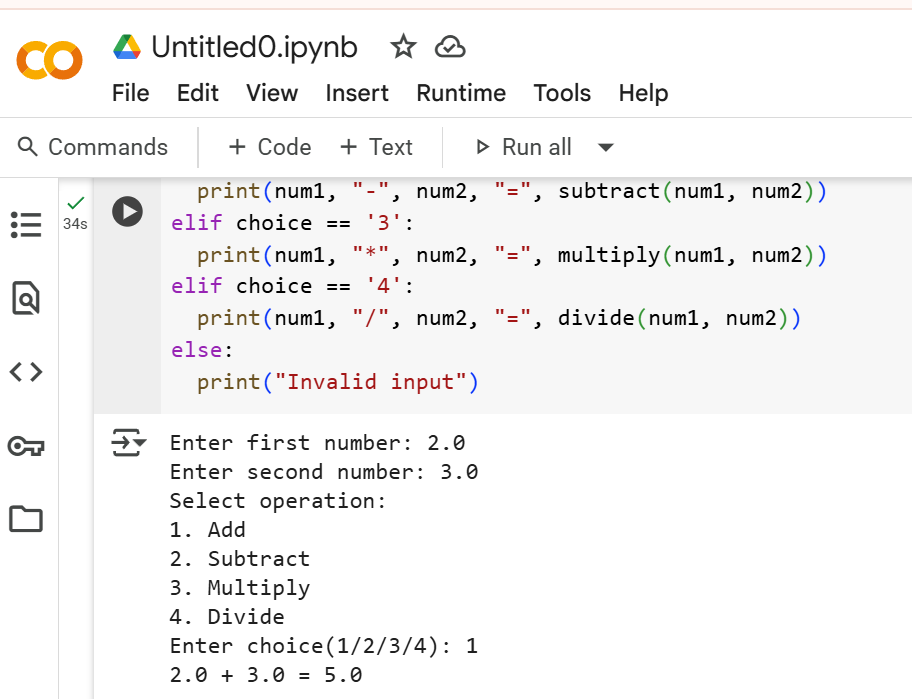 Untitled0.ipynb
File Edit View Insert Runtime Tools Help
Commands + Code + Text Run all
34s
print(num1, "-", num2, "=", subtract(num1, num2))
elif choice == '3':
print(num1, "*", num2, "=", multiply(num1, num2))
elif choice == '4':
print(num1, "/", num2, "=", divide(num1, num2))
else:
print("Invalid input")
Enter first number: 2.0
Enter second number: 3.0
Select operation:
1. Add
2. Subtract
3. Multiply
4. Divide
Enter choice(1/2/3/4): 1
2.0 + 3.0 = 5.0